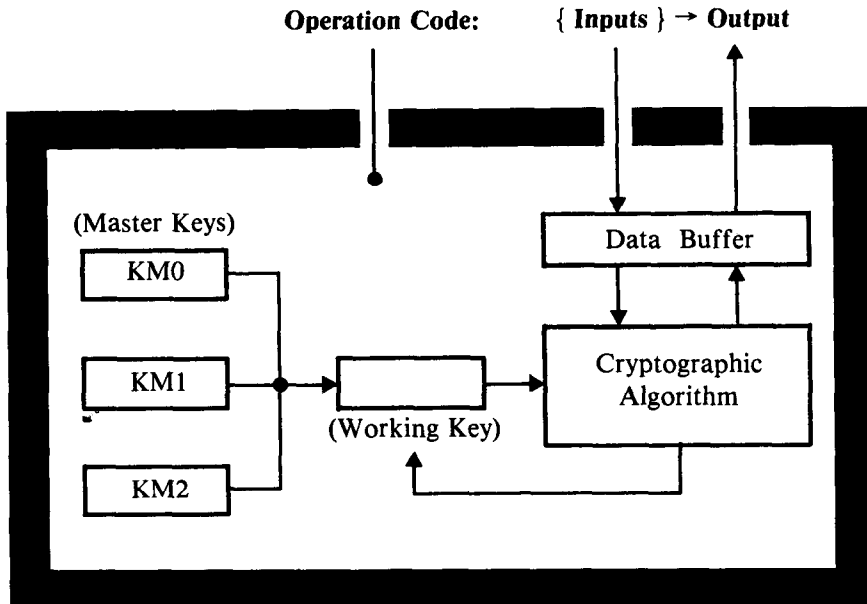 Operation Code: { Inputs } → Output
(Master Keys)
KM0
Data Buffer
KM1
Cryptographic
Algorithm
(Working Key)
KM2